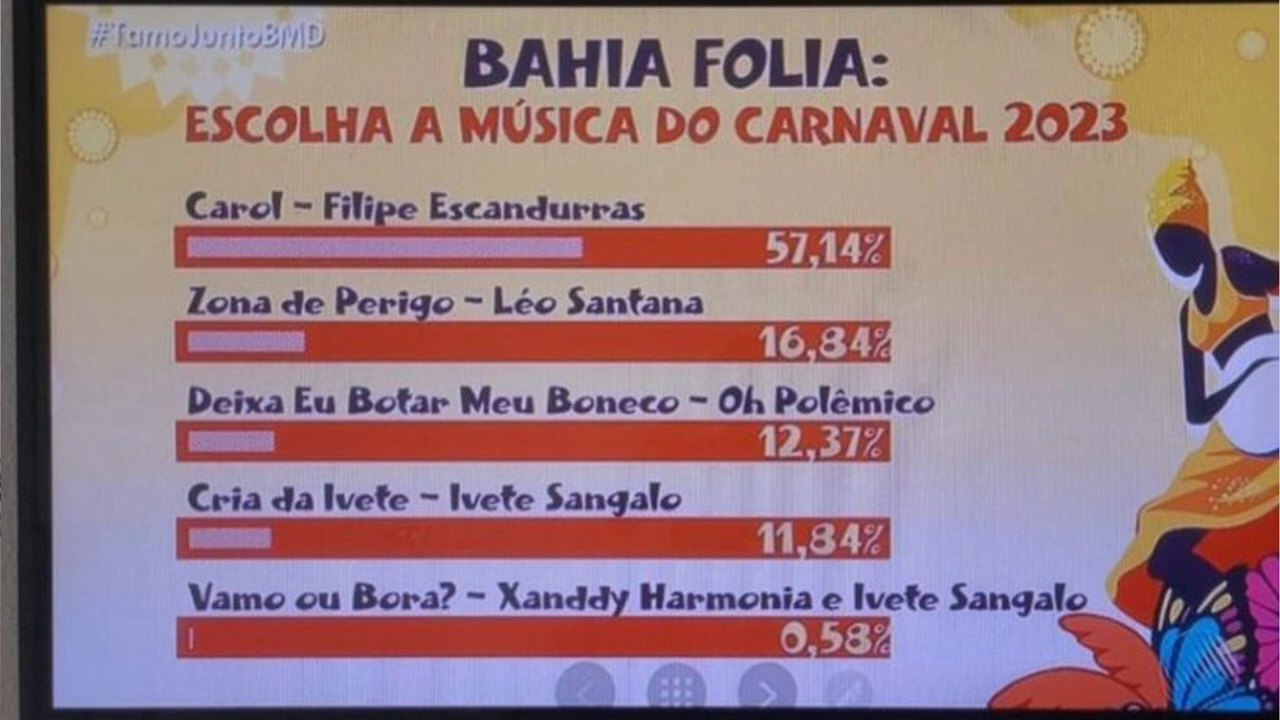 #TamoJuntoBMD
BAHIA FOLIA:
ESCOLHA A MÚSICA DO CARNAVAL 2023
Carol - Filipe Escandurras
57,14%
Zona de Perigo - Léo Santana
16,84%
Deixa Eu Botar Meu Boneco - Oh Polêmico
12,37%
Cria da Ivete - Ivete Sangalo
11,84%
Vamo ou Bora? - Xanddy Harmonia e Ivete Sangalo
0,58%